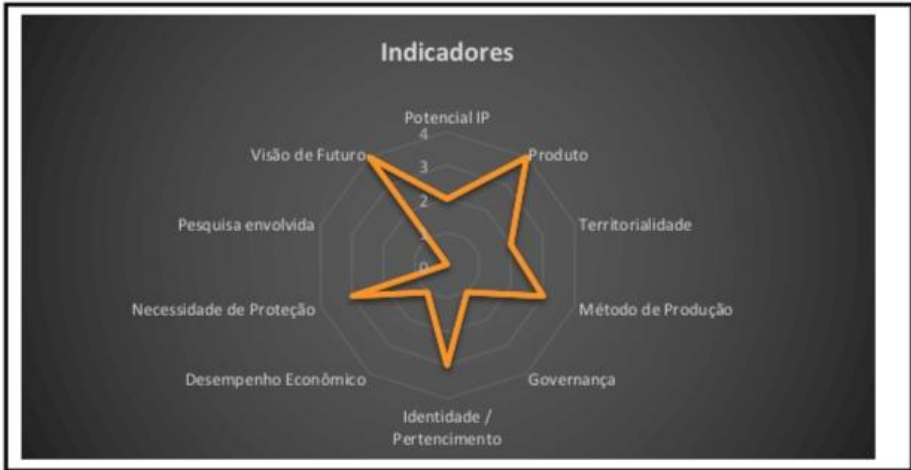 Indicadores
Potencial IP
4
Visão de Futuro
Produto
3
2
Pesquisa envolvida
Territorialidade
1
0
Necessidade de Proteção
Método de Produção
Desempenho Econômico
Governança
Identidade /
Pertencimento